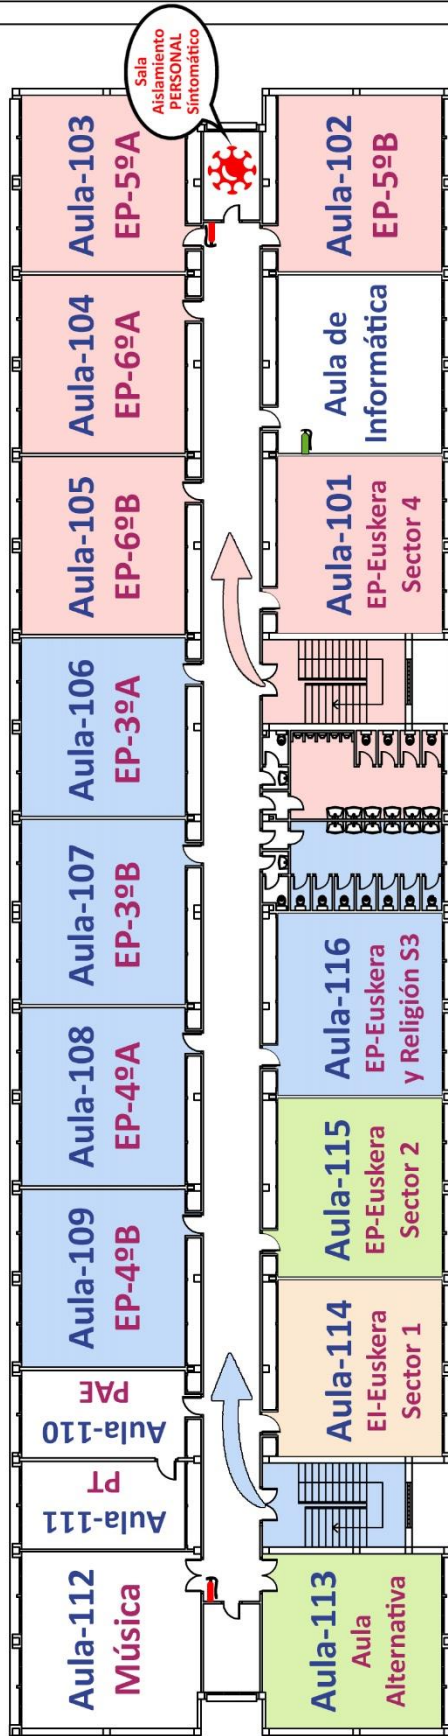 Sala
Aislamiento
PERSONAL
Síntomático
Aula-103
EP-5ºA
Aula-104
EP-6ºA
Aula-105
EP-6ºB
Aula-106
EP-3ºA
Aula-107
EP-3ºB
Aula-108
EP-4ºA
Aula-109
EP-4ºB
Aula-110
PAE
Aula-111
PT
Aula-112
Música
Aula-102
EP-5ºB
Aula de
Informática
Aula-101
EP-Euskera
Sector 4
Aula-116
EP-Euskera
y Religión S3
Aula-115
EP-Euskera
Sector 2
Aula-114
EI-Euskera
Sector 1
Aula-113
Aula
Alternativa